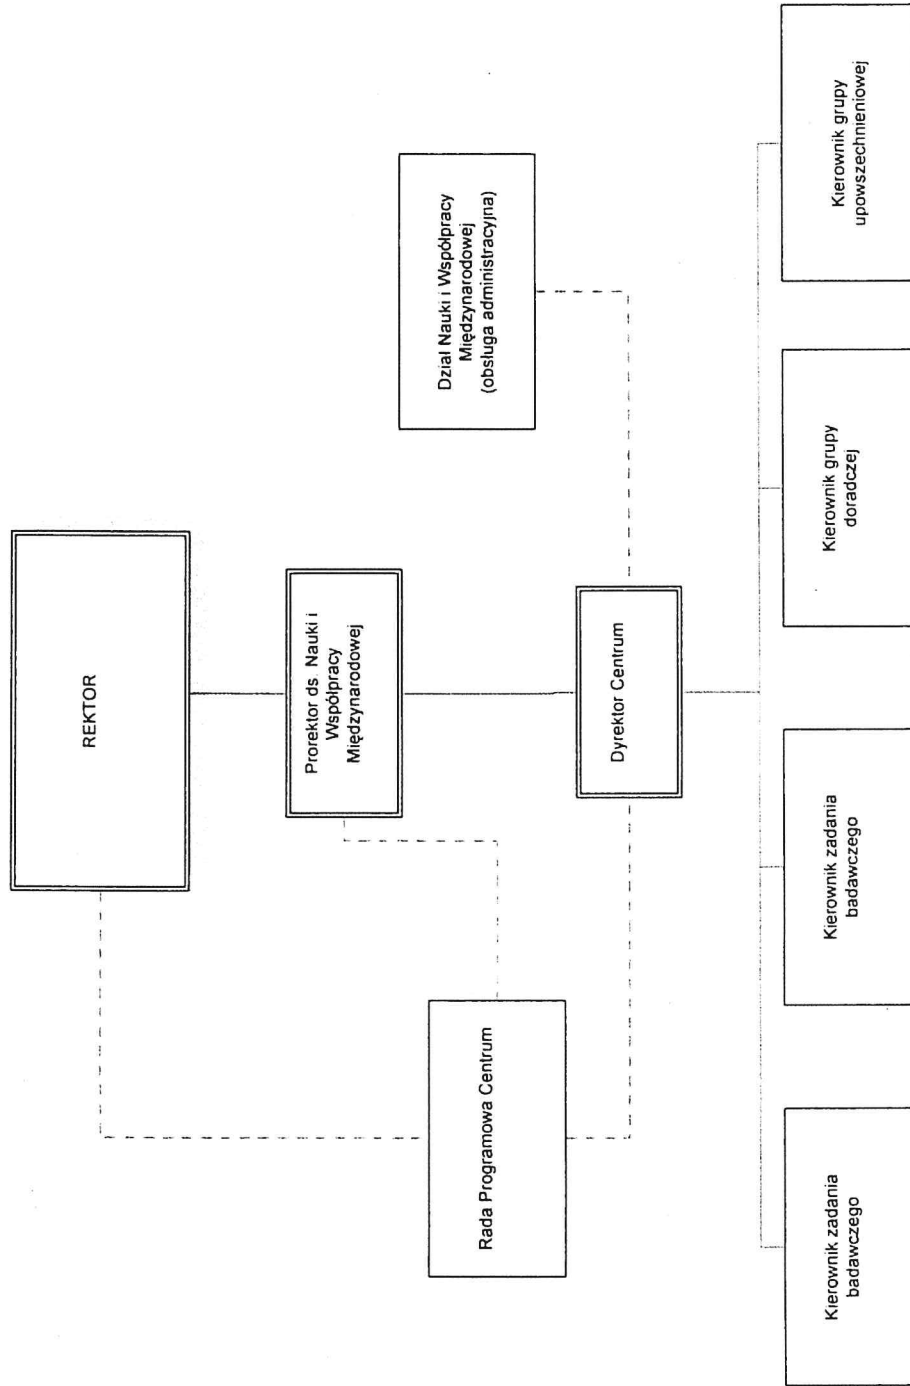 REKTOR
Prorektor ds. Nauki i
Współpracy
Międzynarodowej
Dział Nauki i Współpracy
Międzynarodowej
(obsługa administracyjna)
Rada Programowa Centrum
Dyrektor Centrum
Kierownik zadania
badawczego
Kierownik zadania
badawczego
Kierownik grupy
doradczej
Kierownik grupy
upowszechnieniowej